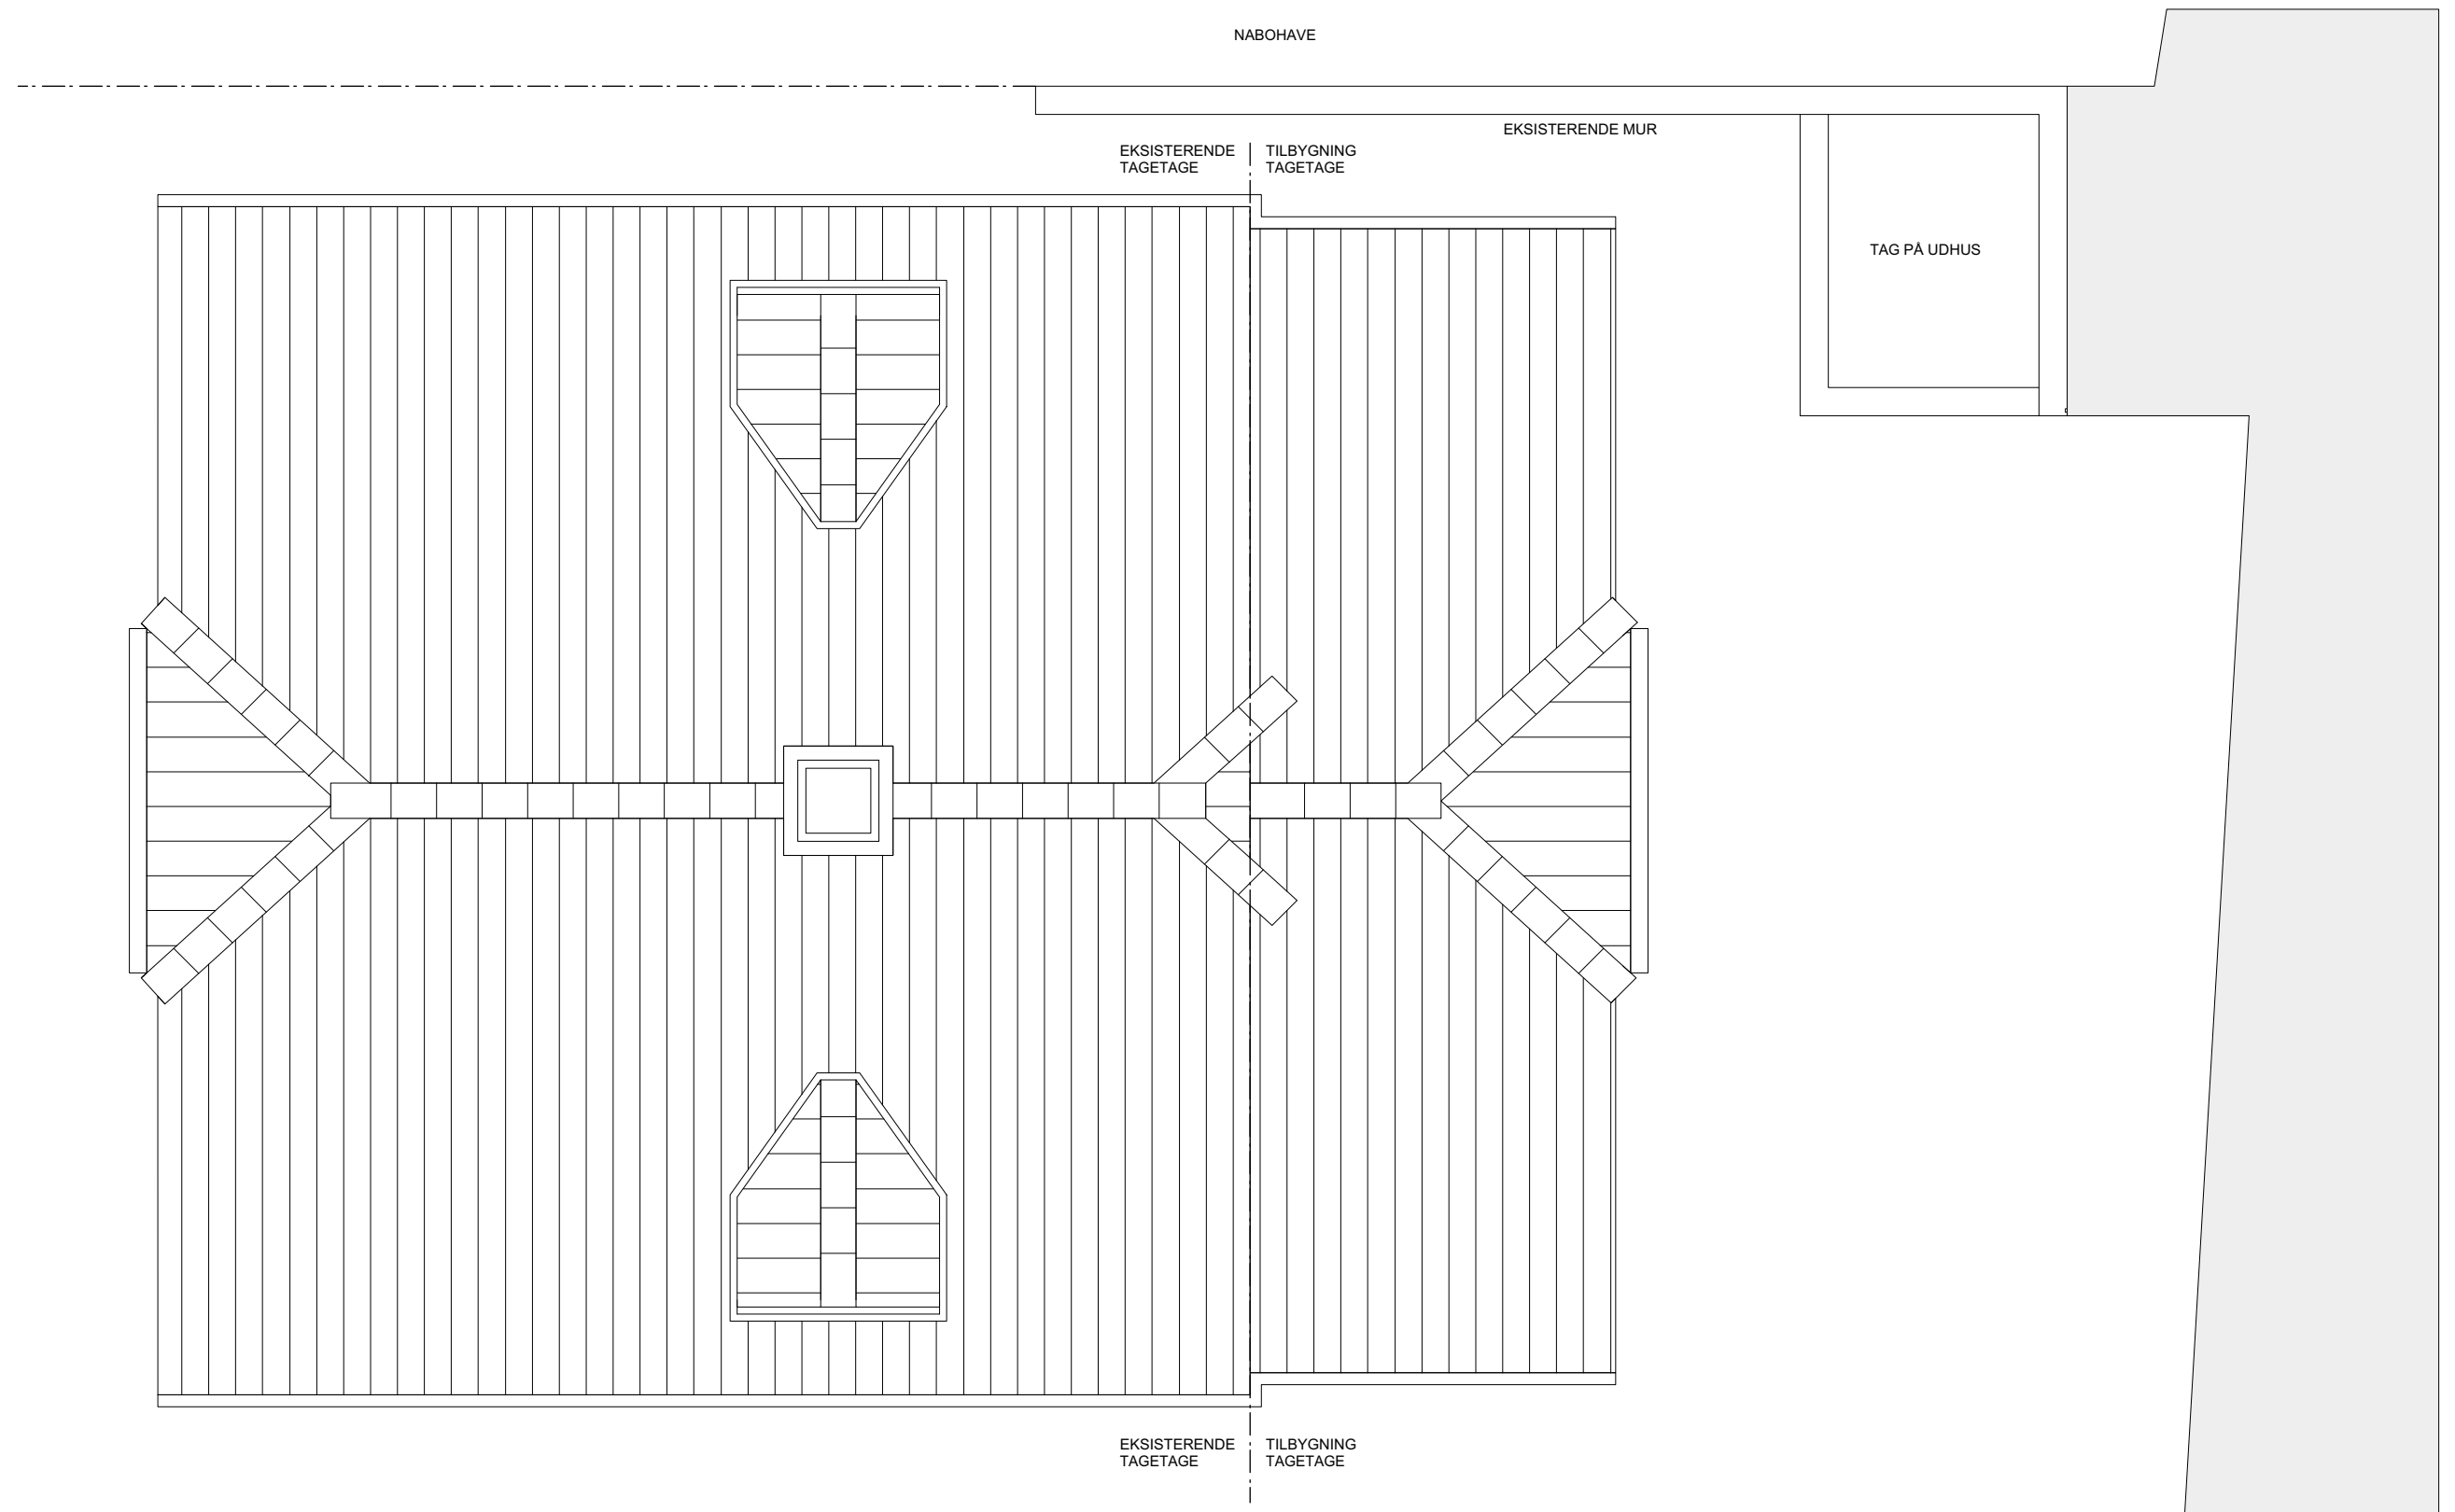 NABOHAVE
EKSISTERENDE MUR
EKSISTERENDE
TAGETAGE
TILBYGNING
TAGETAGE
TAG PÅ UDHUS
EKSISTERENDE
TAGETAGE
TILBYGNING
TAGETAGE